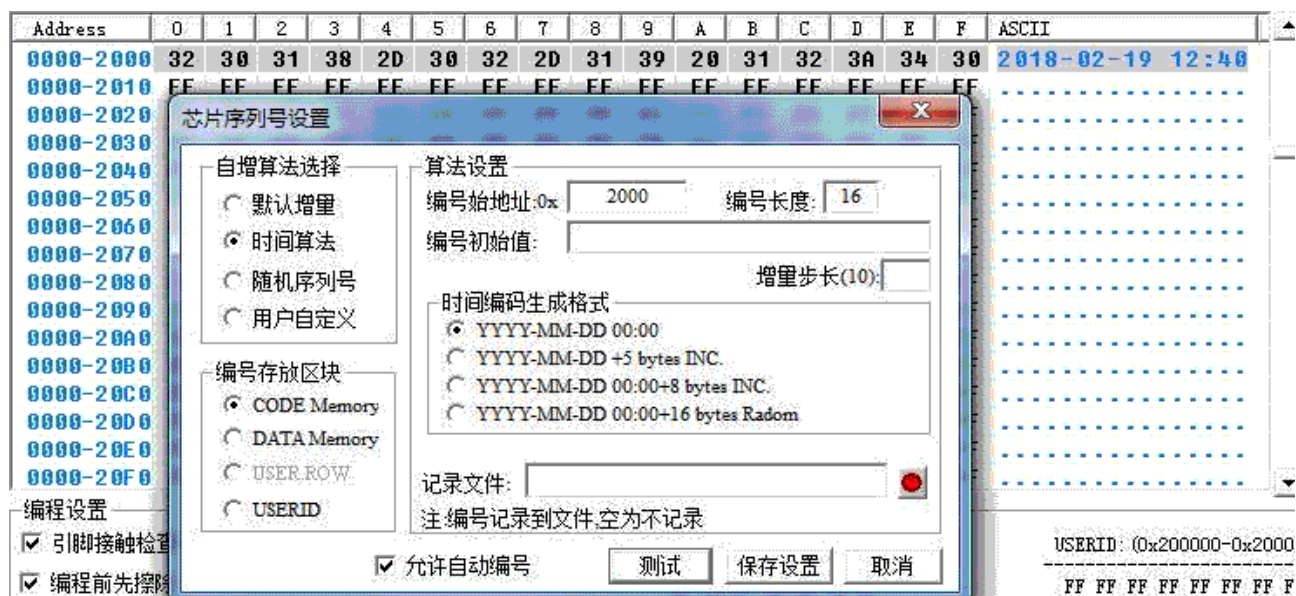 Address 0 1 2 3 4 5 6 7 8 9 A B C D E F ASCII
0000-2000 32 30 31 38 2D 30 32 2D 31 39 20 31 32 3A 34 30 2018-02-19 12:40
0000-2010 FF FF FF FF FF FF FF FF FF FF FF FF FF FF FF FF ................
0000-2020 ................
0000-2030 ................
0000-2040 ................
0000-2050 ................
0000-2060 ................
0000-2070 ................
0000-2080 ................
0000-2090 ................
0000-20A0 ................
0000-20B0 ................
0000-20C0 ................
0000-20D0 ................
0000-20E0 ................
0000-20F0 ................
芯片序列号设置
自增算法选择
默认增量
时间算法
随机序列号
用户自定义
编号存放区块
CODE Memory
DATA Memory
USER ROW
USERID
算法设置
编号始地址:0x 2000 编号长度: 16
编号初始值:
增量步长(10):
时间编码生成格式
YYYY-MM-DD 00:00
YYYY-MM-DD +5 bytes INC.
YYYY-MM-DD 00:00+8 bytes INC.
YYYY-MM-DD 00:00+16 bytes Radom
记录文件:
注:编号记录到文件,空为不记录
允许自动编号 测试 保存设置 取消
编程设置
引脚接触检查
编程前先擦除
USERID: (0x200000-0x2000
FF FF FF FF FF FF FF F